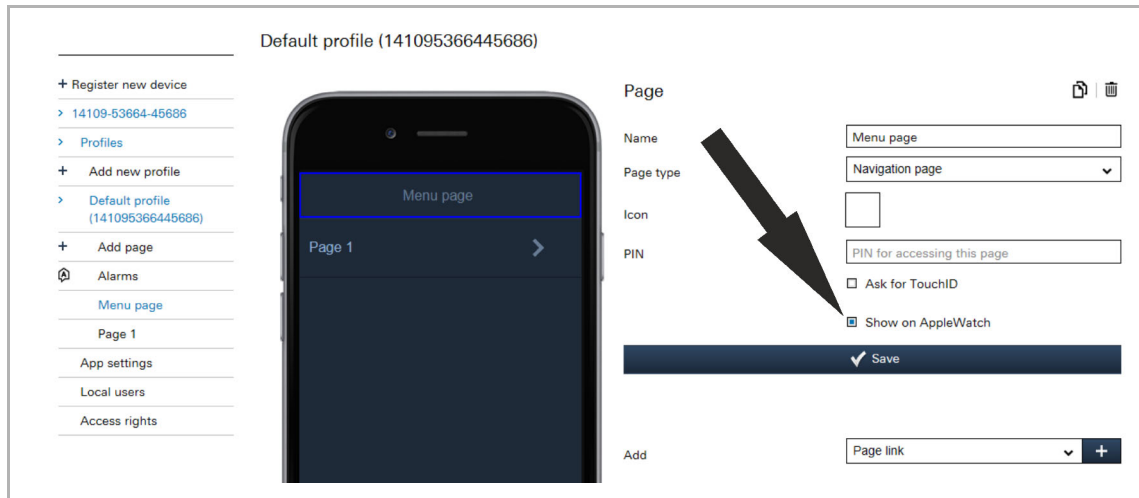 Default profile (141095366445686)
+ Register new device
> 14109-53664-45686
> Profiles
+ Add new profile
> Default profile
(141095366445686)
+ Add page
Alarms
Menu page
Page 1
App settings
Local users
Access rights
Menu page
Page 1
Page
Name
Menu page
Page type
Navigation page
Icon
PIN
PIN for accessing this page
Ask for TouchID
Show on AppleWatch
Save
Add
Page link
+